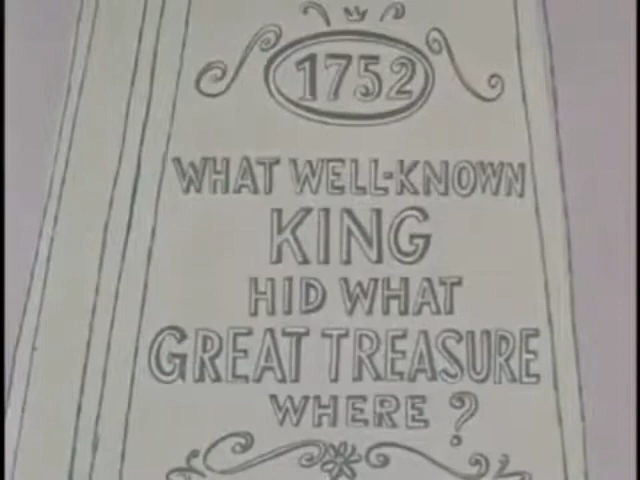 1752
WHAT WELL-KNOWN
KING
HID WHAT
GREAT TREASURE
WHERE?